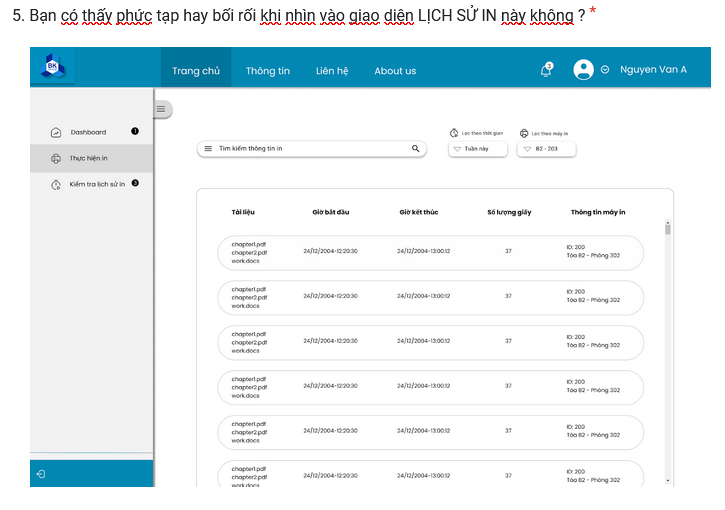 5. Bạn có thấy phức tạp hay bối rối khi nhìn vào giao diện LỊCH SỬ IN này không ? *
BK
Trang chủ Thông tin Liên hệ About us 3 Nguyen Van A
Dashboard 1
Thực hiện in
Kiểm tra lịch sử in 3
Lọc theo thời gian Lọc theo máy in
Tìm kiếm thông tin in Tuần này B2 - 203
Tài liệu Giờ bắt đầu Giờ kết thúc Số lượng giấy Thông tin máy in
chapter1.pdf
chapter2.pdf
work.docs
24/12/2004-12:20:30 24/12/2004-13:00:12 37
ID: 200
Tòa B2 - Phòng 302
chapter1.pdf
chapter2.pdf
work.docs
24/12/2004-12:20:30 24/12/2004-13:00:12 37
ID: 200
Tòa B2 - Phòng 302
chapter1.pdf
chapter2.pdf
work.docs
24/12/2004-12:20:30 24/12/2004-13:00:12 37
ID: 200
Tòa B2 - Phòng 302
chapter1.pdf
chapter2.pdf
work.docs
24/12/2004-12:20:30 24/12/2004-13:00:12 37
ID: 200
Tòa B2 - Phòng 302
chapter1.pdf
chapter2.pdf
work.docs
24/12/2004-12:20:30 24/12/2004-13:00:12 37
ID: 200
Tòa B2 - Phòng 302
chapter1.pdf
chapter2.pdf
work.docs
24/12/2004-12:20:30 24/12/2004-13:00:12 37
ID: 200
Tòa B2 - Phòng 302